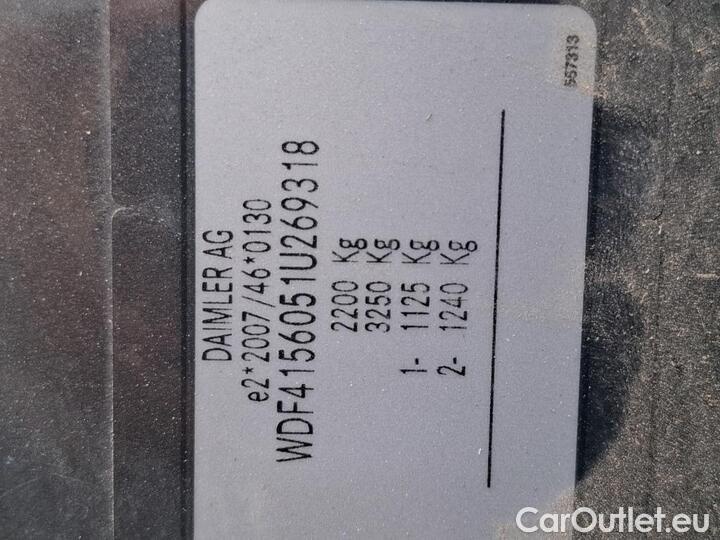 DAIMLER AG
e2*2007/46*0130
WDF4156051U269318
2200 Kg
3250 Kg
1- 1125 Kg
2- 1240 Kg
557313
CarOutlet.eu